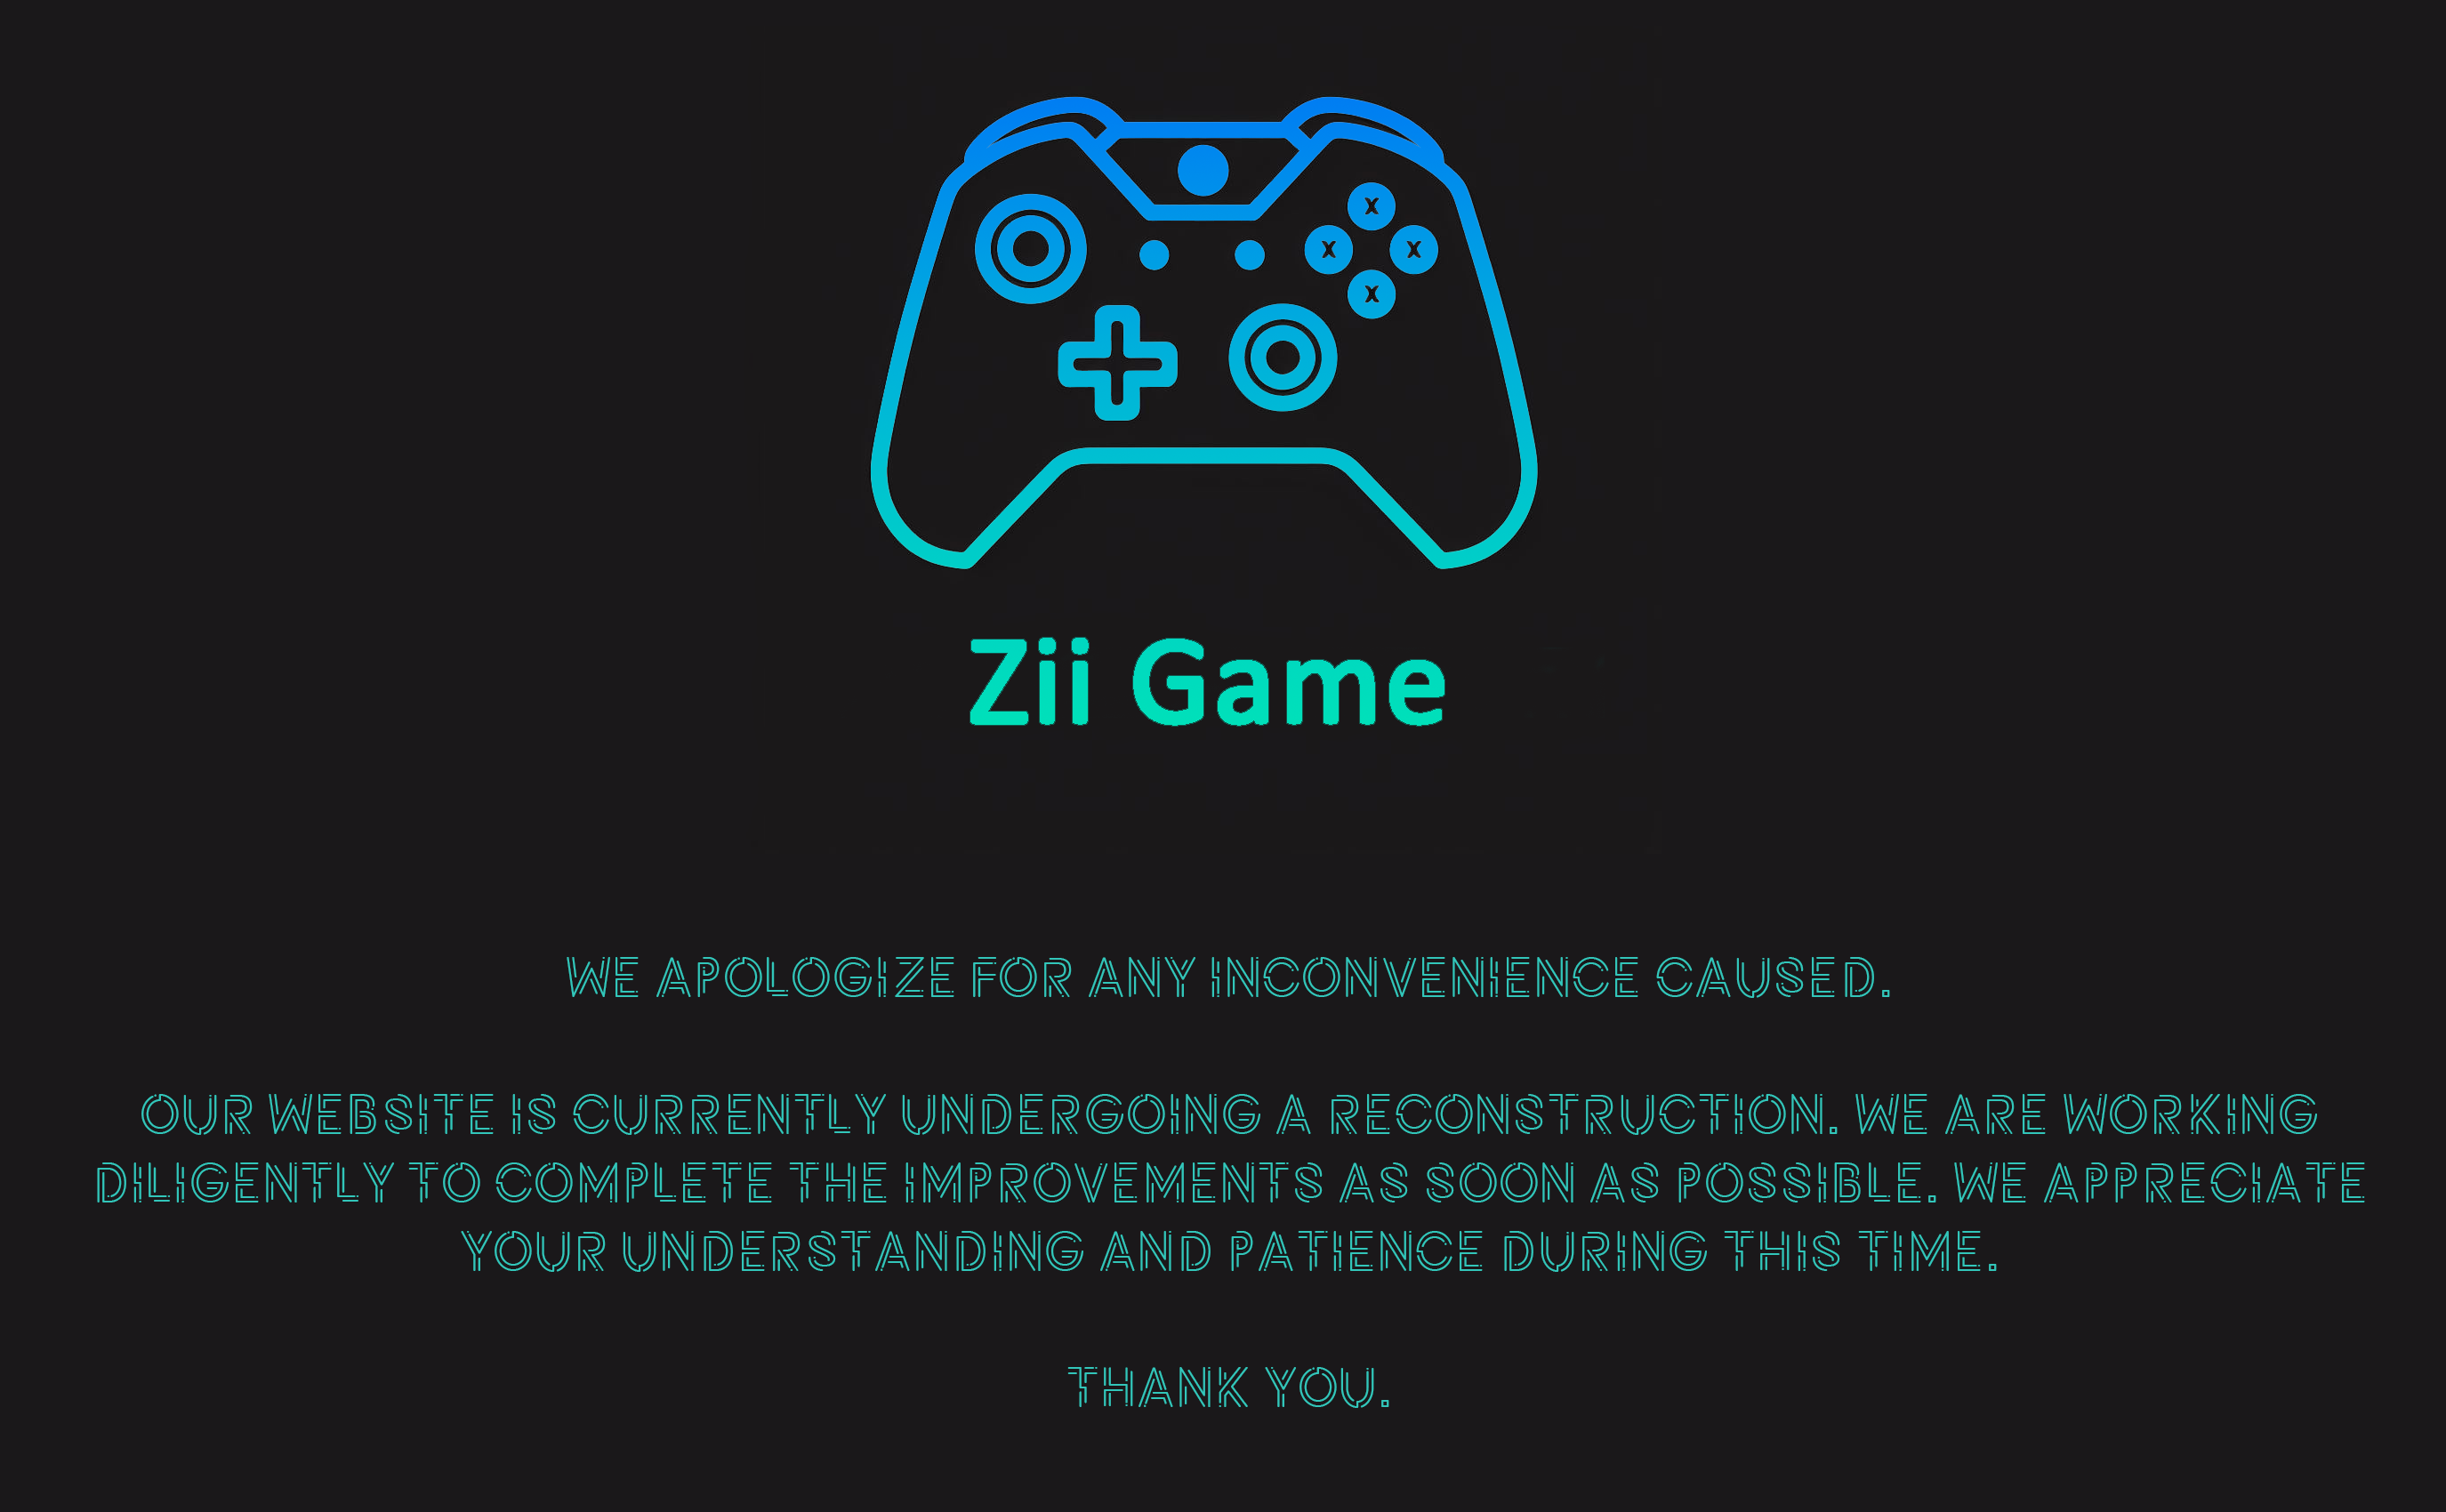 X
X X
X
Zii Game
WE APOLOGIZE FOR ANY INCONVENIENCE CAUSED.
OUR WEBSITE IS CURRENTLY UNDERGOING A RECONSTRUCTION. WE ARE WORKING
DILIGENTLY TO COMPLETE THE IMPROVEMENTS AS SOON AS POSSIBLE. WE APPRECIATE
YOUR UNDERSTANDING AND PATIENCE DURING THIS TIME.
THANK YOU.